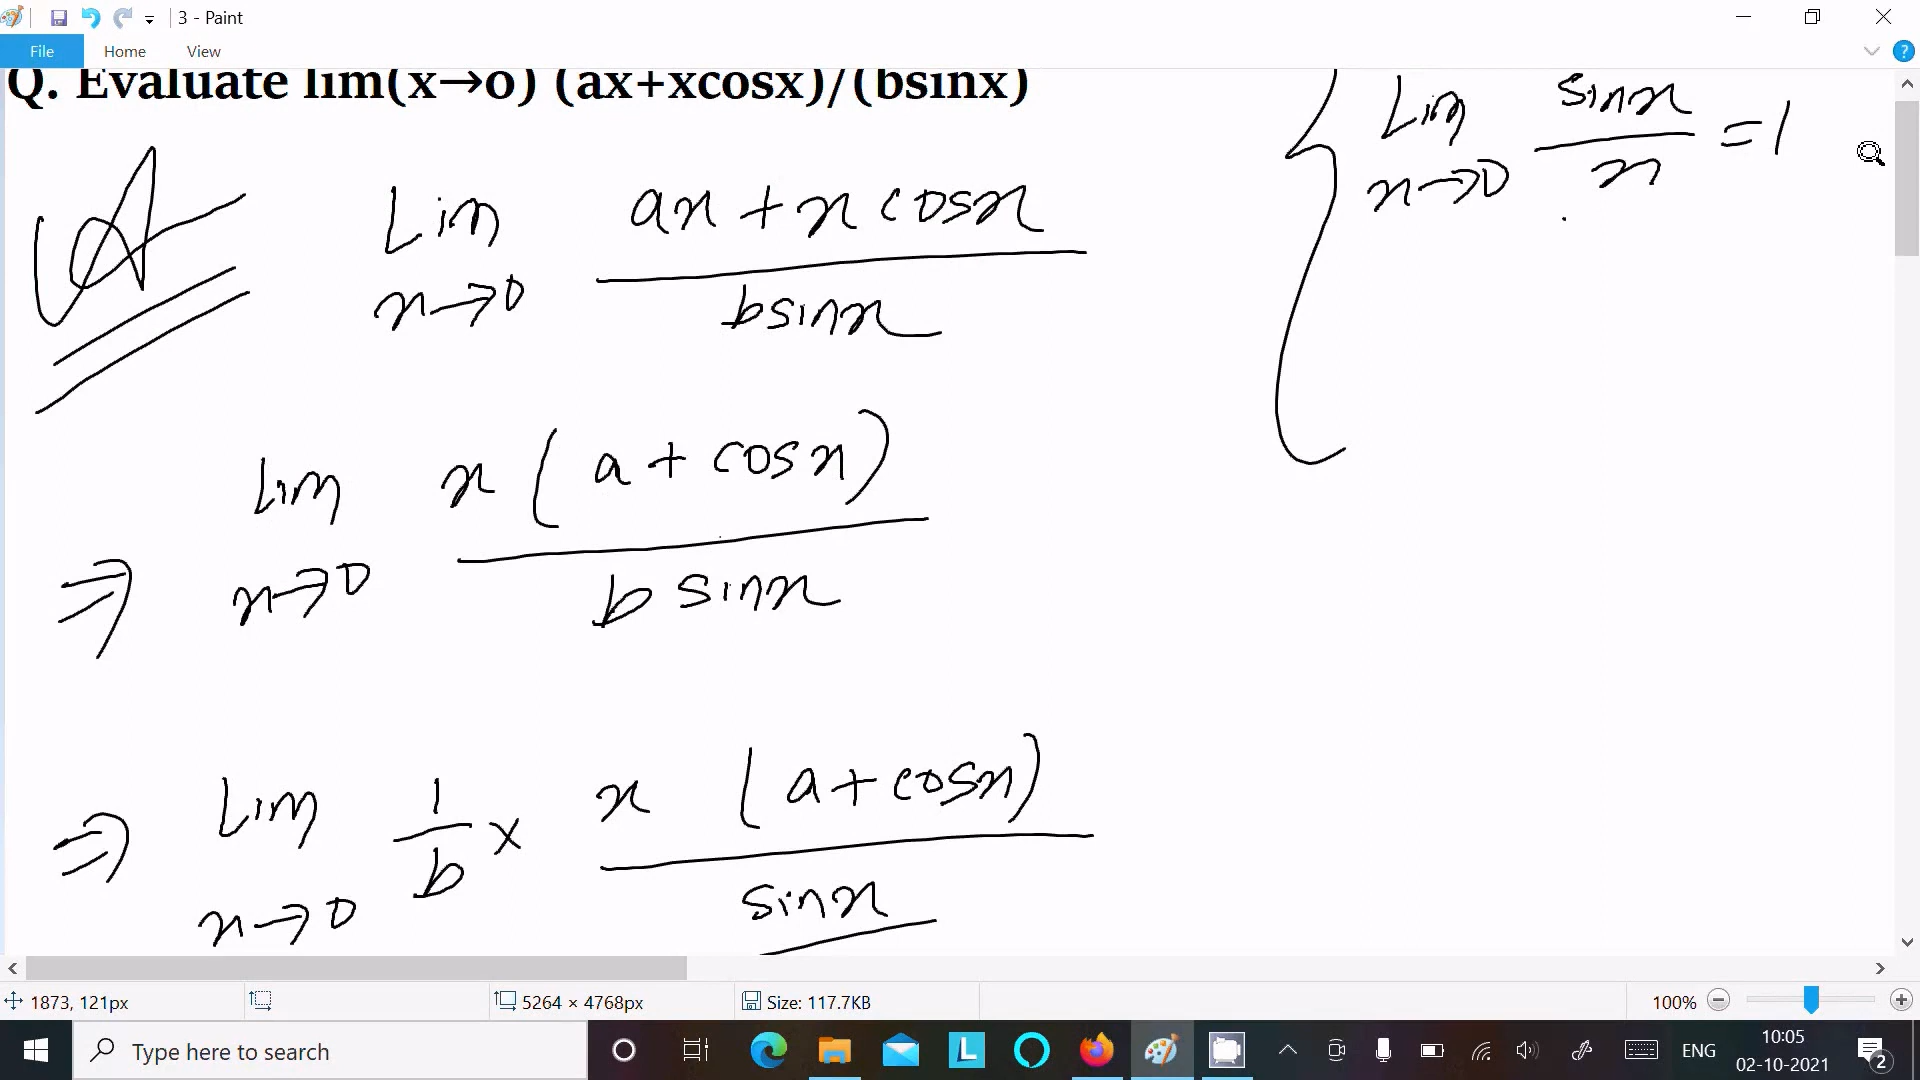 3 - Paint
File Home View
Q. Evaluate lim(x→0) (ax+xcosx)/(bsinx)
Lim x→0 sinx/x = 1
A
Lim x→0 ax + x cosx / bsinx
⇒ Lim x→0 x ( a + cosx ) / b sinx
⇒ Lim x→0 1/b × x ( a + cosx ) / sinx
1873, 121px 5264 × 4768px Size: 117.7KB 100%
Type here to search
L
ENG
10:05
02-10-2021
2